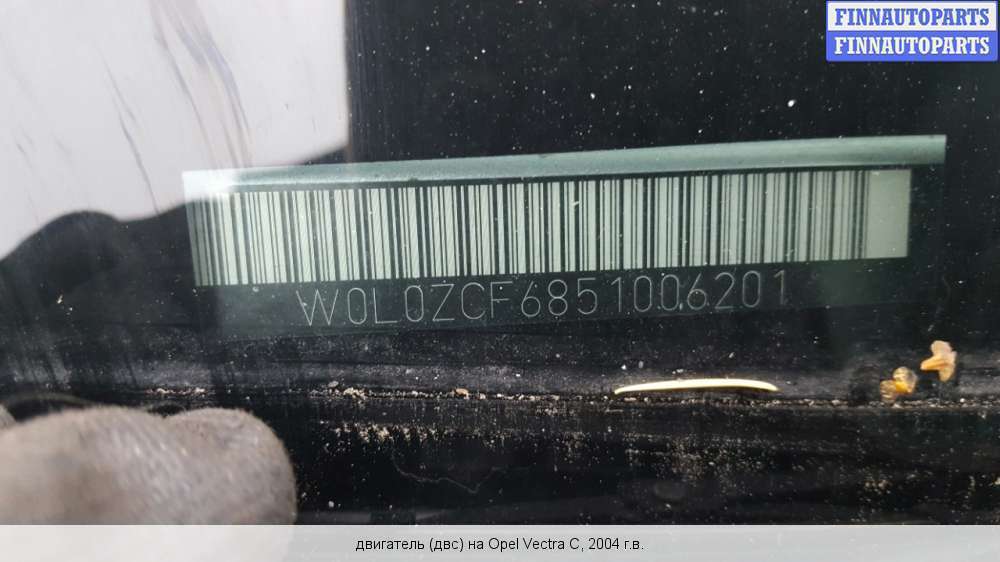 FINNAUTOPARTS
FINNAUTOPARTS
W0L0ZCF6851006201
двигатель (двс) на Opel Vectra C, 2004 г.в.